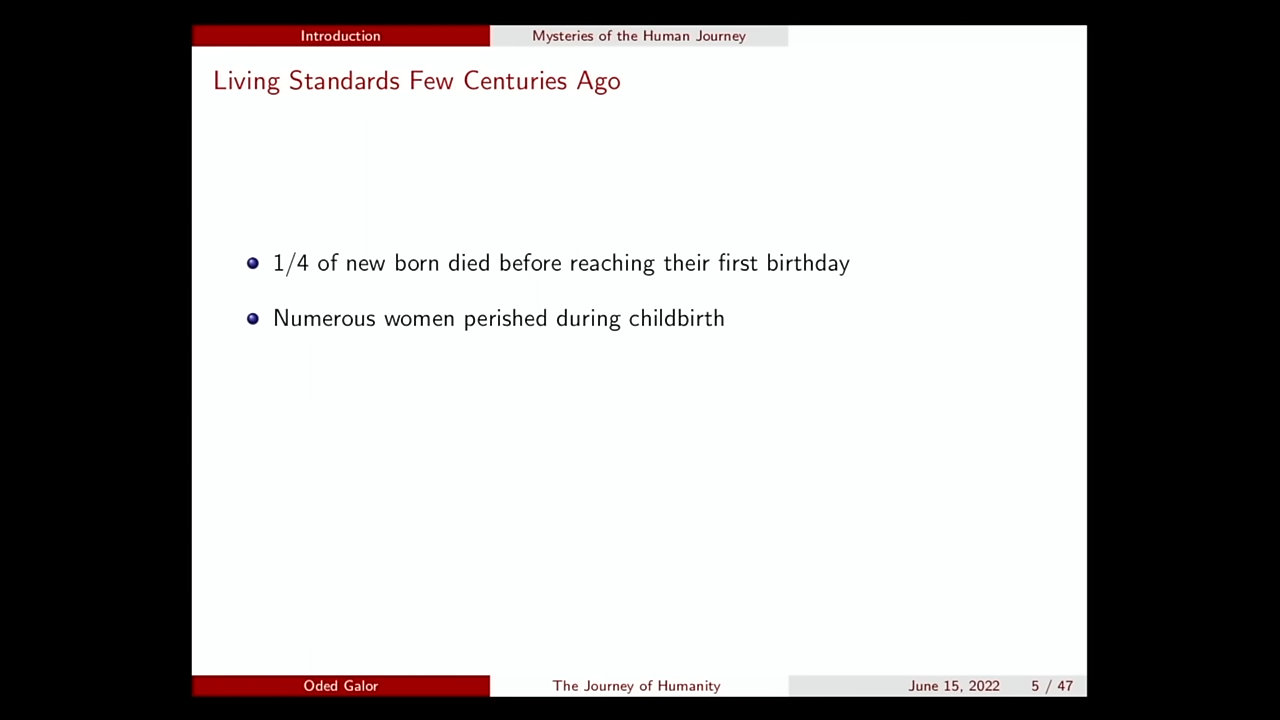 Introduction
Mysteries of the Human Journey
Living Standards Few Centuries Ago
1/4 of new born died before reaching their first birthday
Numerous women perished during childbirth
Oded Galor
The Journey of Humanity
June 15, 2022
5 / 47